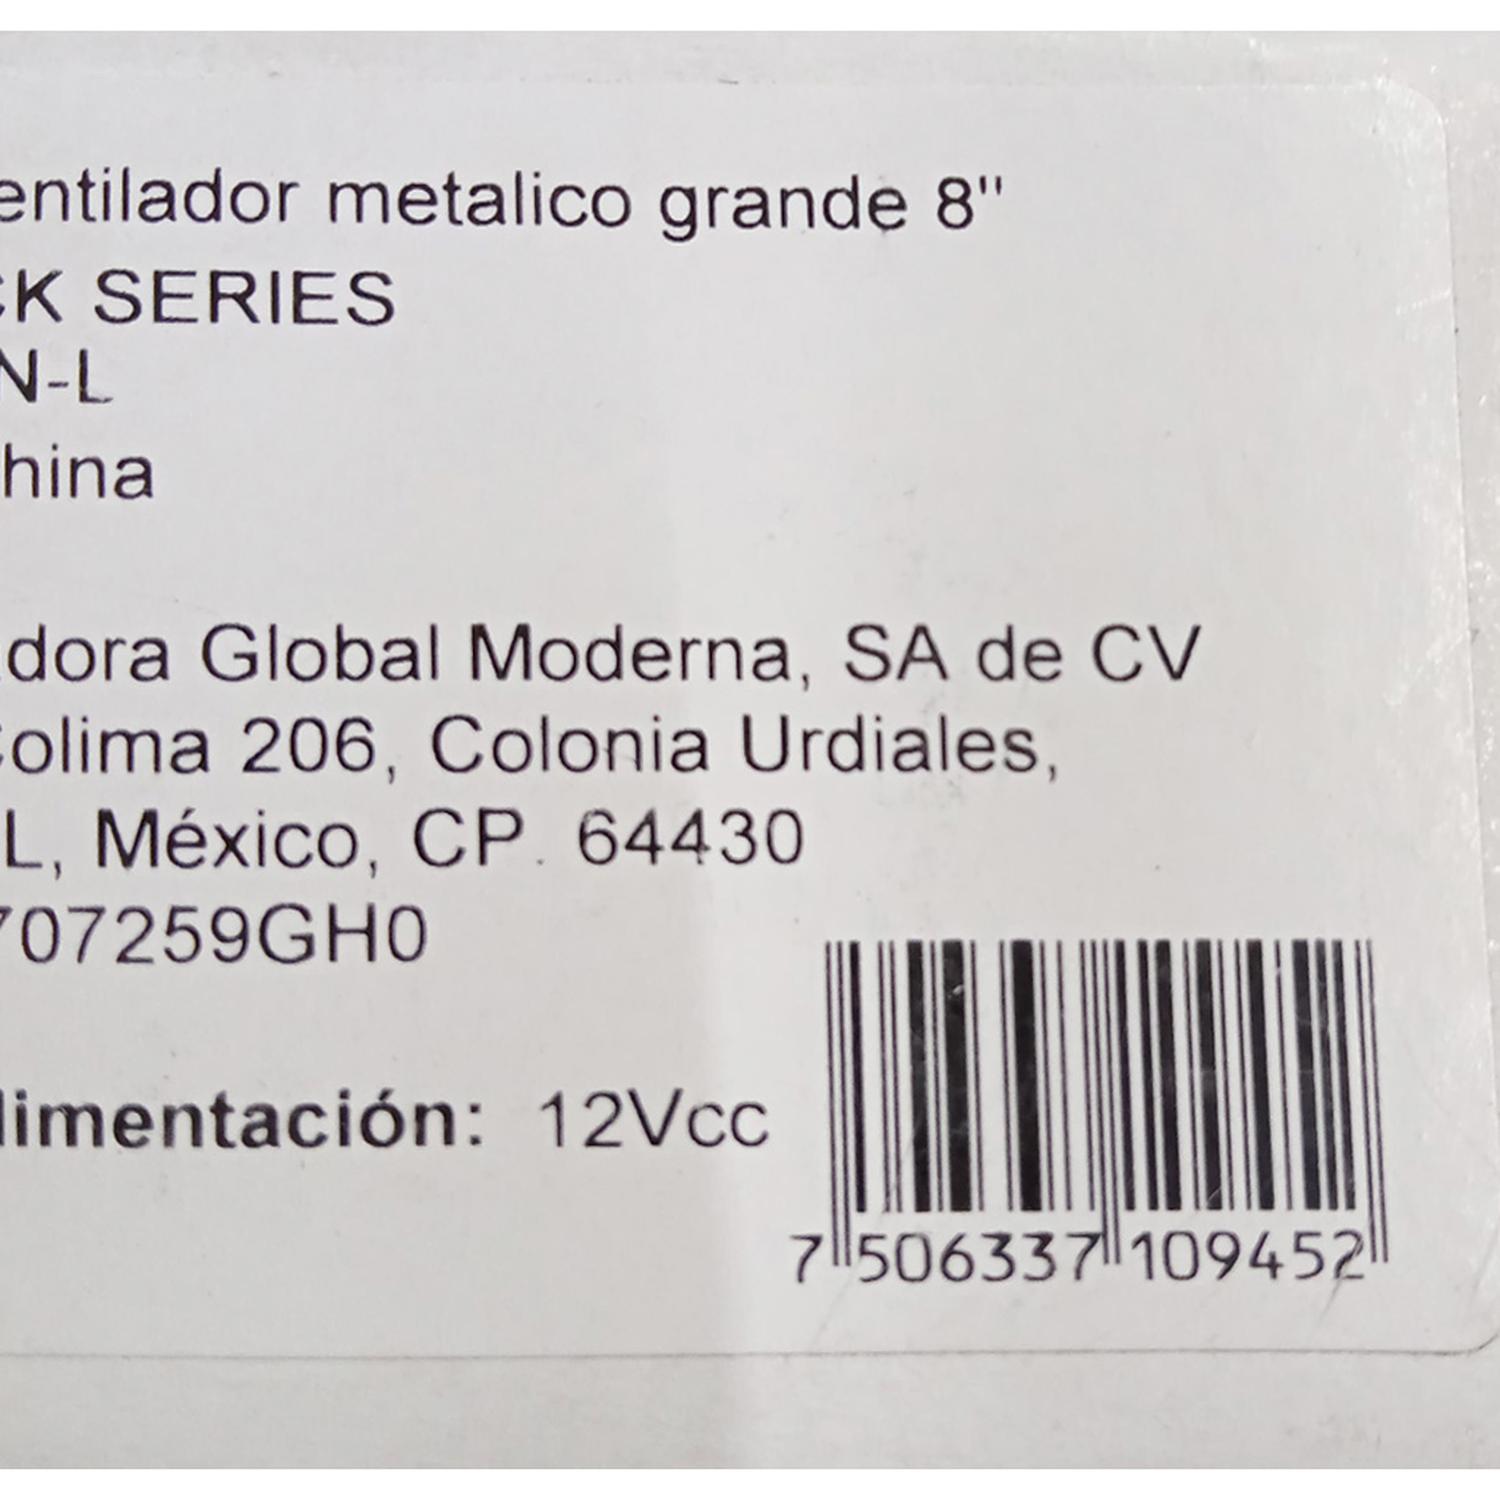 entilador metalico grande 8"
CK SERIES
N-L
hina
dora Global Moderna, SA de CV
Colima 206, Colonia Urdiales,
L, México, CP. 64430
707259GH0
limentación: 12Vcc
7 506337 109452